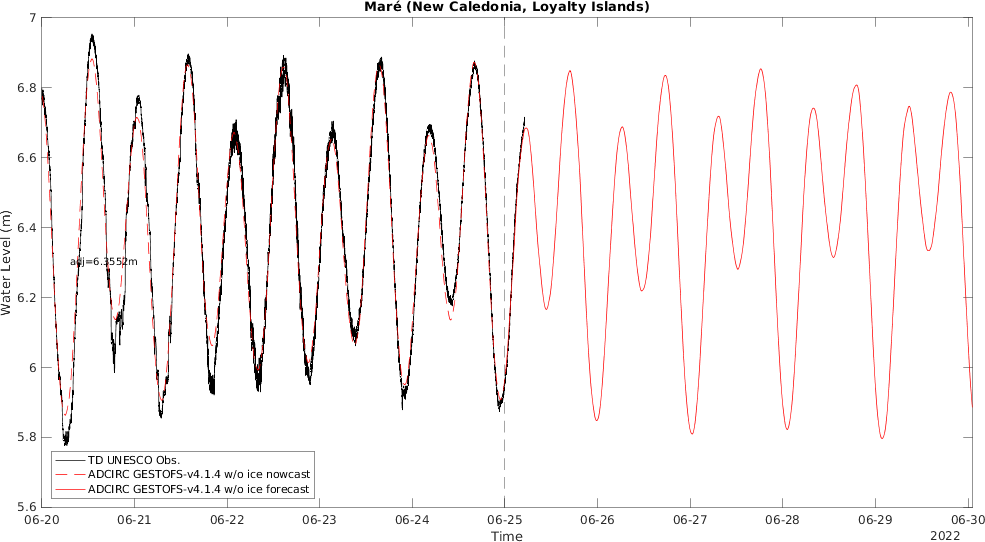 Maré (New Caledonia, Loyalty Islands)
7
6.8
6.6
6.4
6.2
6
5.8
5.6
Water Level (m)
adj=6.3552m
TD UNESCO Obs.
ADCIRC GESTOFS-v4.1.4 w/o ice nowcast
ADCIRC GESTOFS-v4.1.4 w/o ice forecast
06-20 06-21 06-22 06-23 06-24 06-25 06-26 06-27 06-28 06-29 06-30
Time
2022